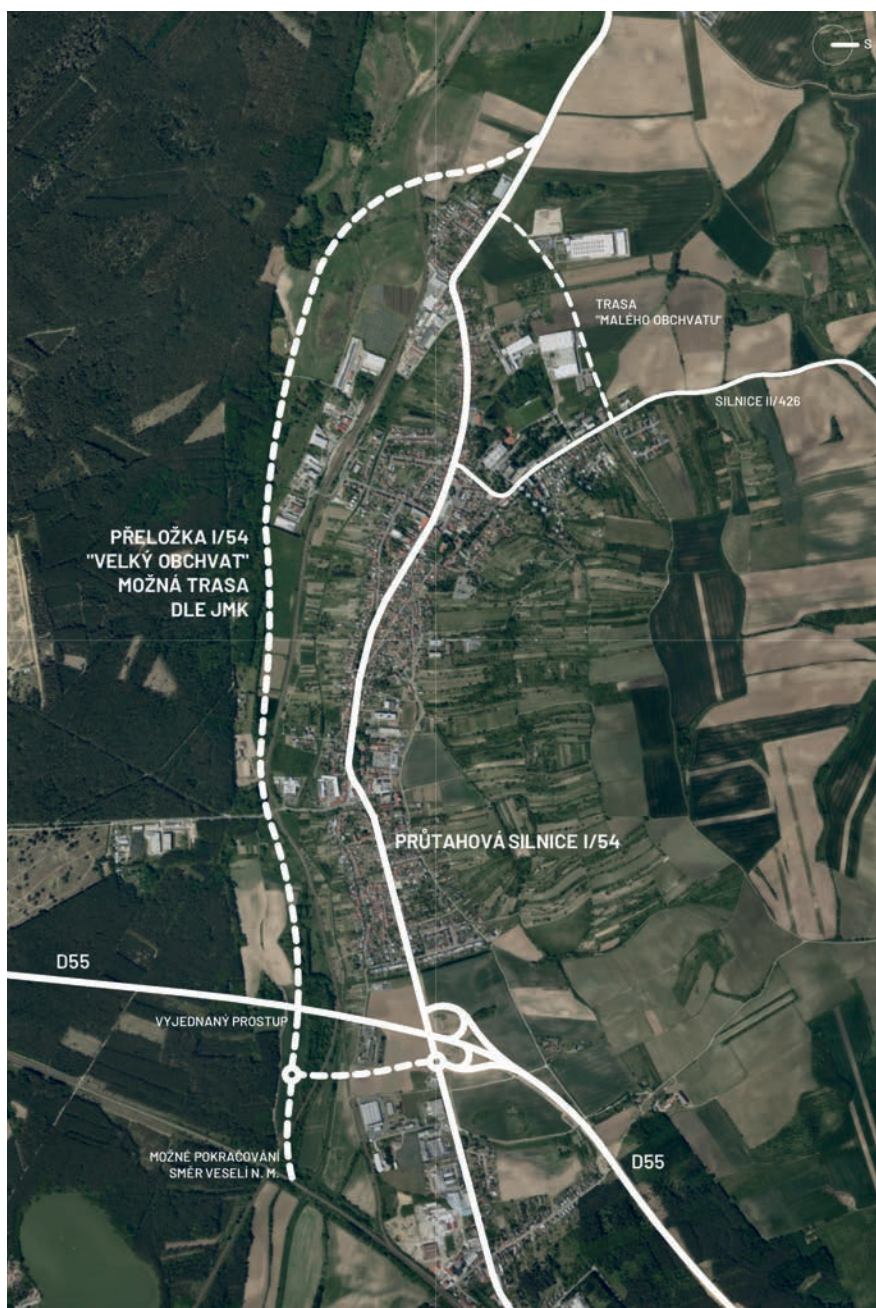 S
TRASA
"MALÉHO OBCHVATU"
SILNICE II/426
PŘELOŽKA I/54
"VELKÝ OBCHVAT"
MOŽNÁ TRASA
DLE JMK
PRŮTAHOVÁ SILNICE I/54
D55
VYJEDNANÝ PROSTUP
MOŽNÉ POKRAČOVÁNÍ
SMĚR VESELÍ N. M.
D55